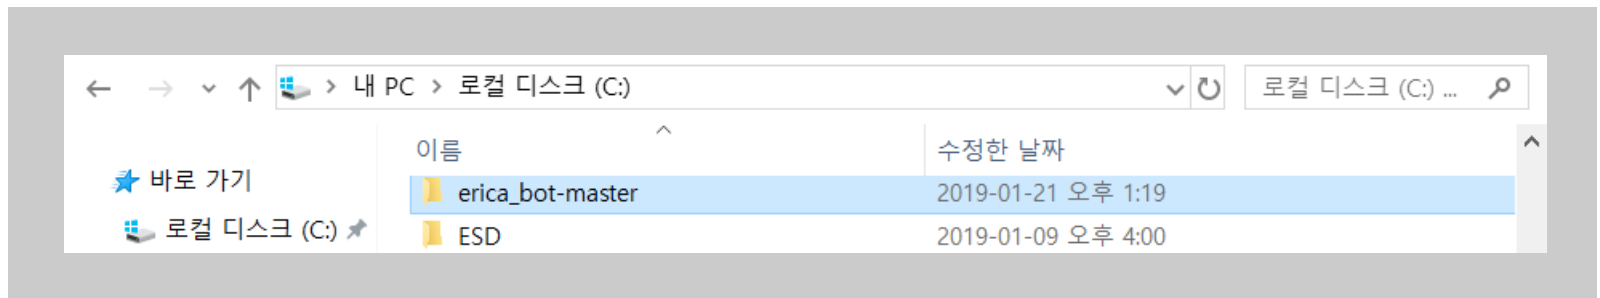 내 PC > 로컬 디스크 (C:)
로컬 디스크 (C:) ...
이름 수정한 날짜
바로 가기
erica_bot-master 2019-01-21 오후 1:19
로컬 디스크 (C:)
ESD 2019-01-09 오후 4:00